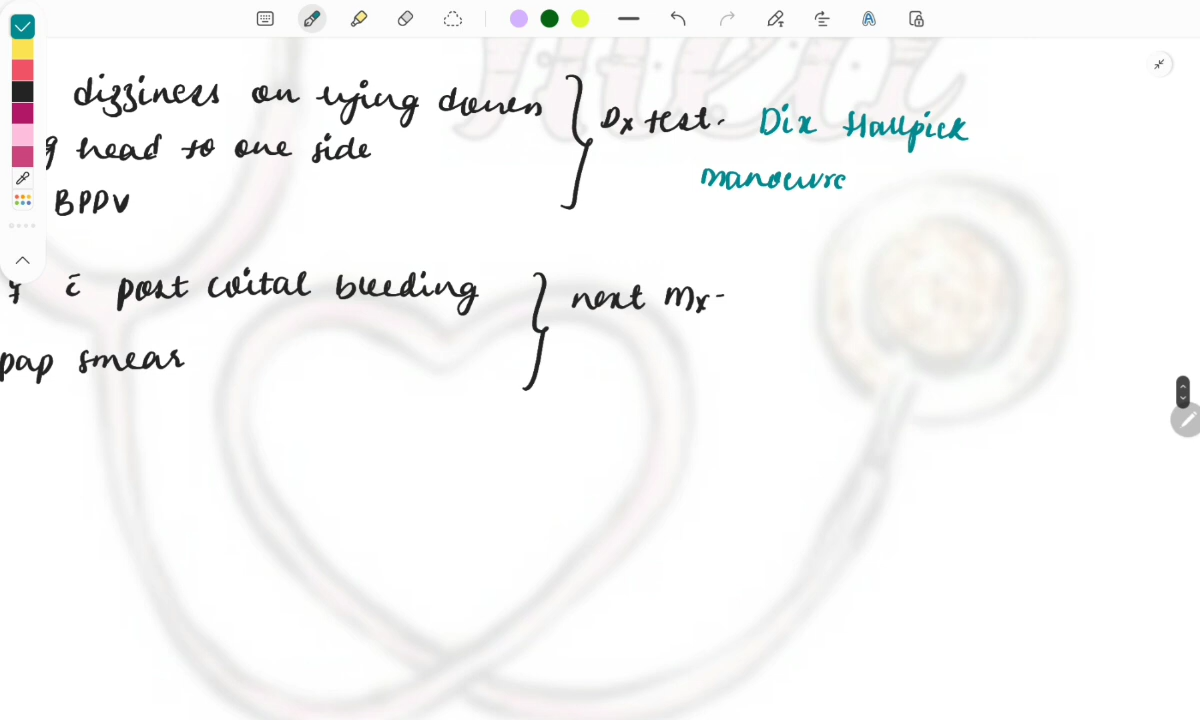 dizziness on lying down
g head to one side
BPPV
Dx test- Dix Hallpick
manoeuvre
c̄ post coital bleeding
pap smear
next Mx-